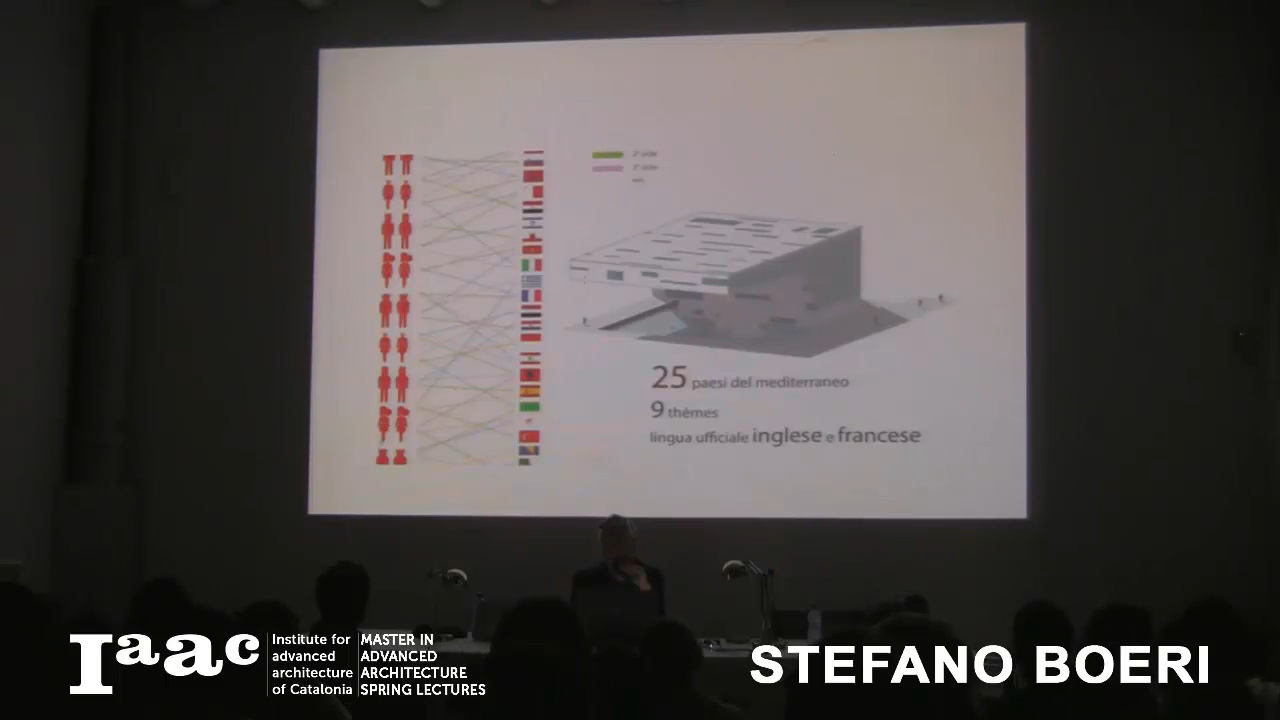 25 paesi del mediterraneo
9 thèmes
lingua ufficiale inglese e francese
Iaac
Institute for
advanced
architecture
of Catalonia
MASTER IN
ADVANCED
ARCHITECTURE
SPRING LECTURES
STEFANO BOERI